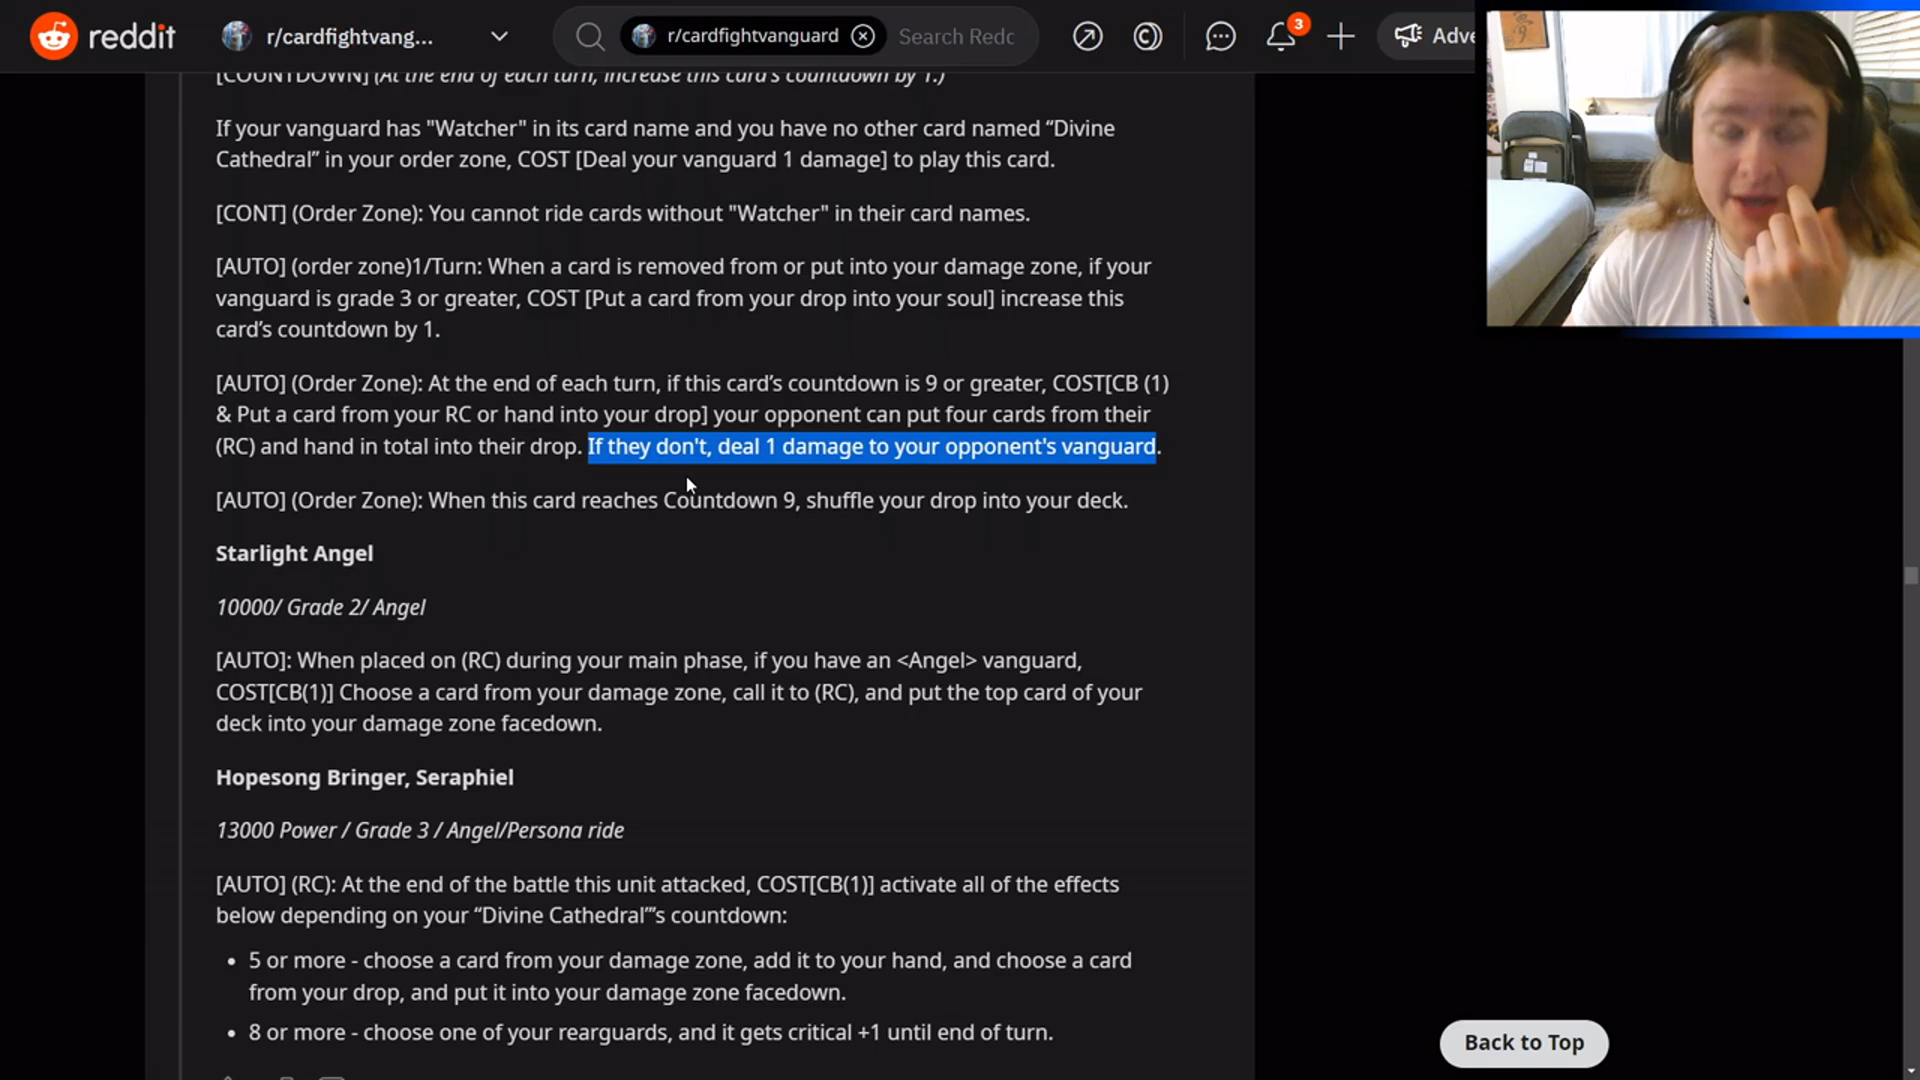 reddit
r/cardfightvang...
r/cardfightvanguard
Search Redc
3
Adve
[COUNTDOWN] (At the end of each turn, increase this card's countdown by 1.)
If your vanguard has "Watcher" in its card name and you have no other card named “Divine
Cathedral” in your order zone, COST [Deal your vanguard 1 damage] to play this card.
[CONT] (Order Zone): You cannot ride cards without "Watcher" in their card names.
[AUTO] (order zone)1/Turn: When a card is removed from or put into your damage zone, if your
vanguard is grade 3 or greater, COST [Put a card from your drop into your soul] increase this
card’s countdown by 1.
[AUTO] (Order Zone): At the end of each turn, if this card’s countdown is 9 or greater, COST[CB (1)
& Put a card from your RC or hand into your drop] your opponent can put four cards from their
(RC) and hand in total into their drop. If they don't, deal 1 damage to your opponent's vanguard.
[AUTO] (Order Zone): When this card reaches Countdown 9, shuffle your drop into your deck.
Starlight Angel
10000/ Grade 2/ Angel
[AUTO]: When placed on (RC) during your main phase, if you have an <Angel> vanguard,
COST[CB(1)] Choose a card from your damage zone, call it to (RC), and put the top card of your
deck into your damage zone facedown.
Hopesong Bringer, Seraphiel
13000 Power / Grade 3 / Angel/Persona ride
[AUTO] (RC): At the end of the battle this unit attacked, COST[CB(1)] activate all of the effects
below depending on your “Divine Cathedral”’s countdown:
• 5 or more - choose a card from your damage zone, add it to your hand, and choose a card
from your drop, and put it into your damage zone facedown.
• 8 or more - choose one of your rearguards, and it gets critical +1 until end of turn.
Back to Top